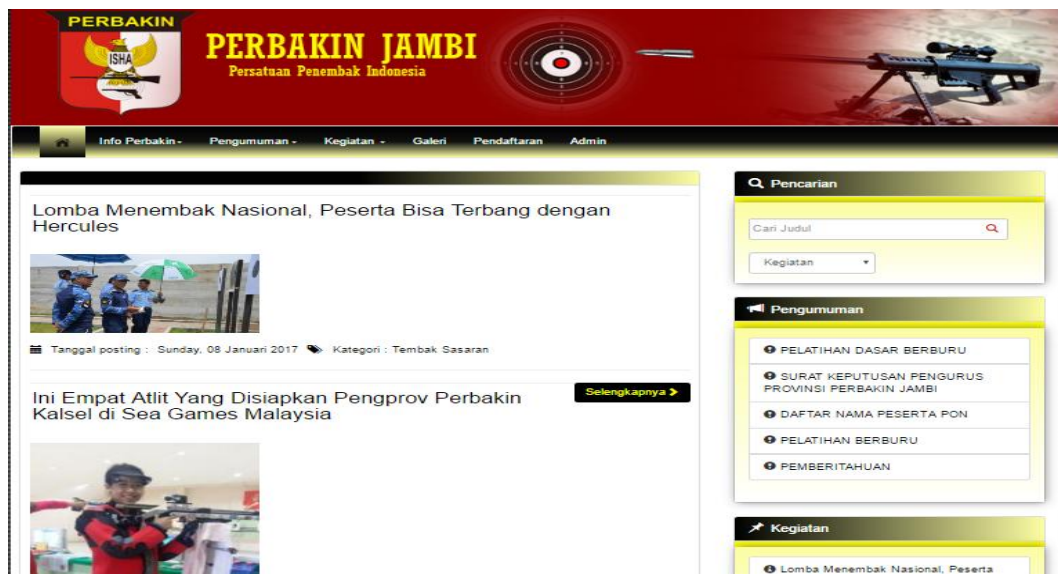 PERBAKIN
ISHA
PERBAKIN JAMBI
Persatuan Penembak Indonesia
Info Perbakin
Pengumuman
Kegiatan
Galeri
Pendaftaran
Admin
Lomba Menembak Nasional, Peserta Bisa Terbang dengan
Hercules
Tanggal posting : Sunday, 08 Januari 2017 Kategori : Tembak Sasaran
Selengkapnya
Ini Empat Atlit Yang Disiapkan Pengprov Perbakin
Kalsel di Sea Games Malaysia
Pencarian
Cari Judul
Kegiatan
Pengumuman
PELATIHAN DASAR BERBURU
SURAT KEPUTUSAN PENGURUS
PROVINSI PERBAKIN JAMBI
DAFTAR NAMA PESERTA PON
PELATIHAN BERBURU
PEMBERITAHUAN
Kegiatan
Lomba Menembak Nasional, Peserta